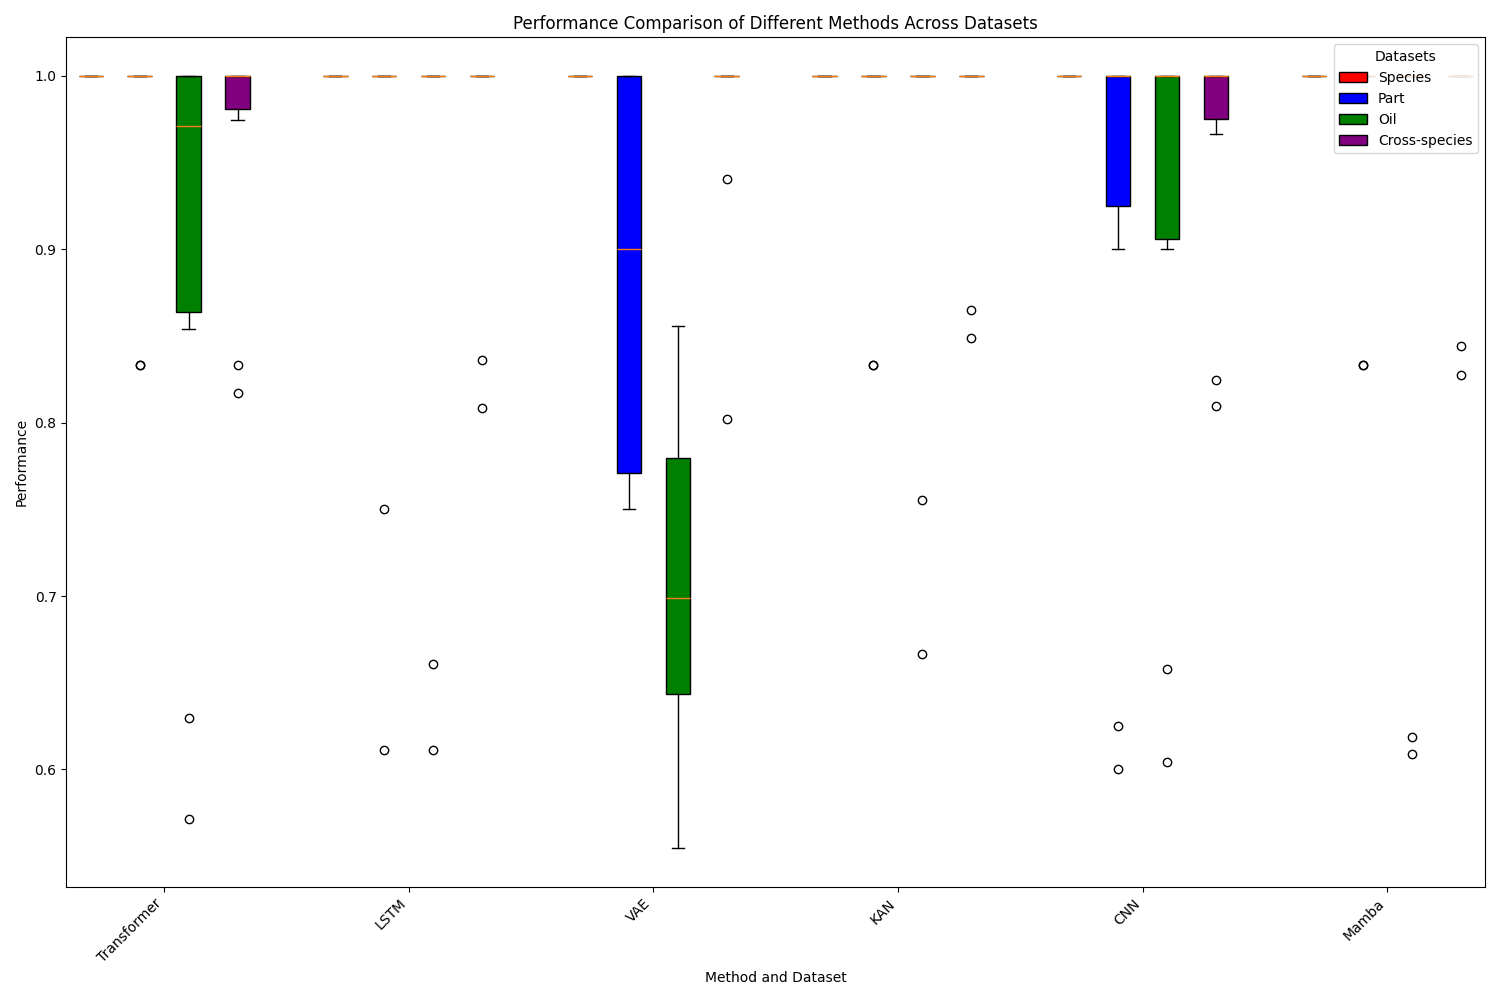 Performance Comparison of Different Methods Across Datasets
Datasets
Species
Part
Oil
Cross-species
1.0
0.9
0.8
0.7
0.6
Performance
Transformer
LSTM
VAE
KAN
CNN
Mamba
Method and Dataset